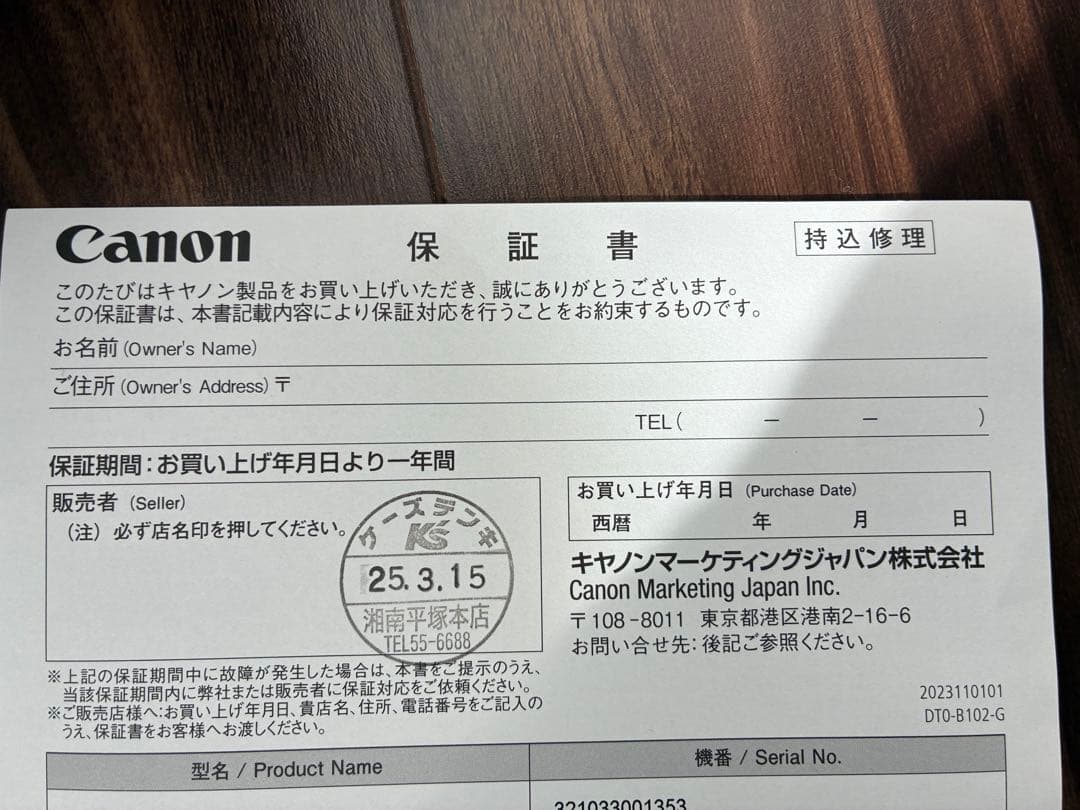 Canon 保証書 持込修理
このたびはキヤノン製品をお買い上げいただき、誠にありがとうございます。
この保証書は、本書記載内容により保証対応を行うことをお約束するものです。
お名前 (Owner's Name)
ご住所 (Owner's Address) 〒
TEL( － － )
保証期間：お買い上げ年月日より一年間
販売者 (Seller)
（注）必ず店名印を押してください。
ケーズデンキ
K's
25.3.15
湘南平塚本店
TEL55-6688
お買い上げ年月日 (Purchase Date)
西暦 年 月 日
キヤノンマーケティングジャパン株式会社
Canon Marketing Japan Inc.
〒108-8011 東京都港区港南2-16-6
お問い合せ先：後記ご参照ください。
※上記の保証期間中に故障が発生した場合は、本書をご提示のうえ、
当該保証期間内に弊社または販売者に保証対応をご依頼ください。
※ご販売店様へ：お買い上げ年月日、貴店名、住所、電話番号をご記入の
うえ、保証書をお客様へお渡しください。
2023110101
DT0-B102-G
型名 / Product Name
機番 / Serial No.
321033001353